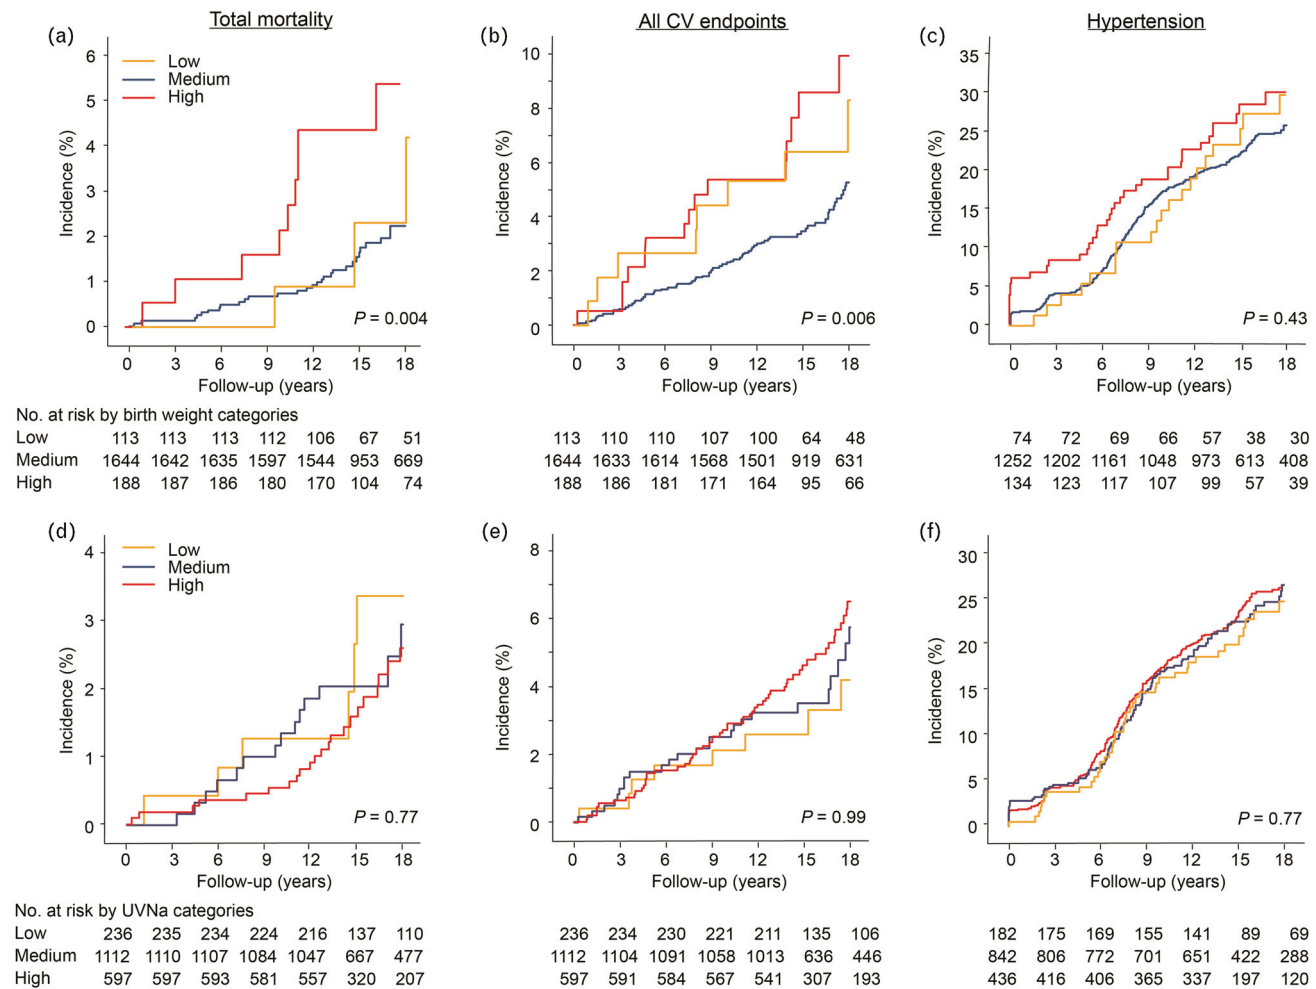 Total mortality
All CV endpoints
Hypertension
(a)
Low
Medium
High
Incidence (%)
6
5
4
3
2
1
0
P = 0.004
0 3 6 9 12 15 18
Follow-up (years)
(b)
Incidence (%)
10
8
6
4
2
0
P = 0.006
0 3 6 9 12 15 18
Follow-up (years)
(c)
Incidence (%)
35
30
25
20
15
10
5
0
P = 0.43
0 3 6 9 12 15 18
Follow-up (years)
No. at risk by birth weight categories
Low 113 113 113 112 106 67 51 113 110 110 107 100 64 48 74 72 69 66 57 38 30
Medium 1644 1642 1635 1597 1544 953 669 1644 1633 1614 1568 1501 919 631 1252 1202 1161 1048 973 613 408
High 188 187 186 180 170 104 74 188 186 181 171 164 95 66 134 123 117 107 99 57 39
(d)
Low
Medium
High
Incidence (%)
4
3
2
1
0
P = 0.77
0 3 6 9 12 15 18
Follow-up (years)
(e)
Incidence (%)
8
6
4
2
0
P = 0.99
0 3 6 9 12 15 18
Follow-up (years)
(f)
Incidence (%)
30
25
20
15
10
5
0
P = 0.77
0 3 6 9 12 15 18
Follow-up (years)
No. at risk by UVNa categories
Low 236 235 234 224 216 137 110 236 234 230 221 211 135 106 182 175 169 155 141 89 69
Medium 1112 1110 1107 1084 1047 667 477 1112 1104 1091 1058 1013 636 446 842 806 772 701 651 422 288
High 597 597 593 581 557 320 207 597 591 584 567 541 307 193 436 416 406 365 337 197 120